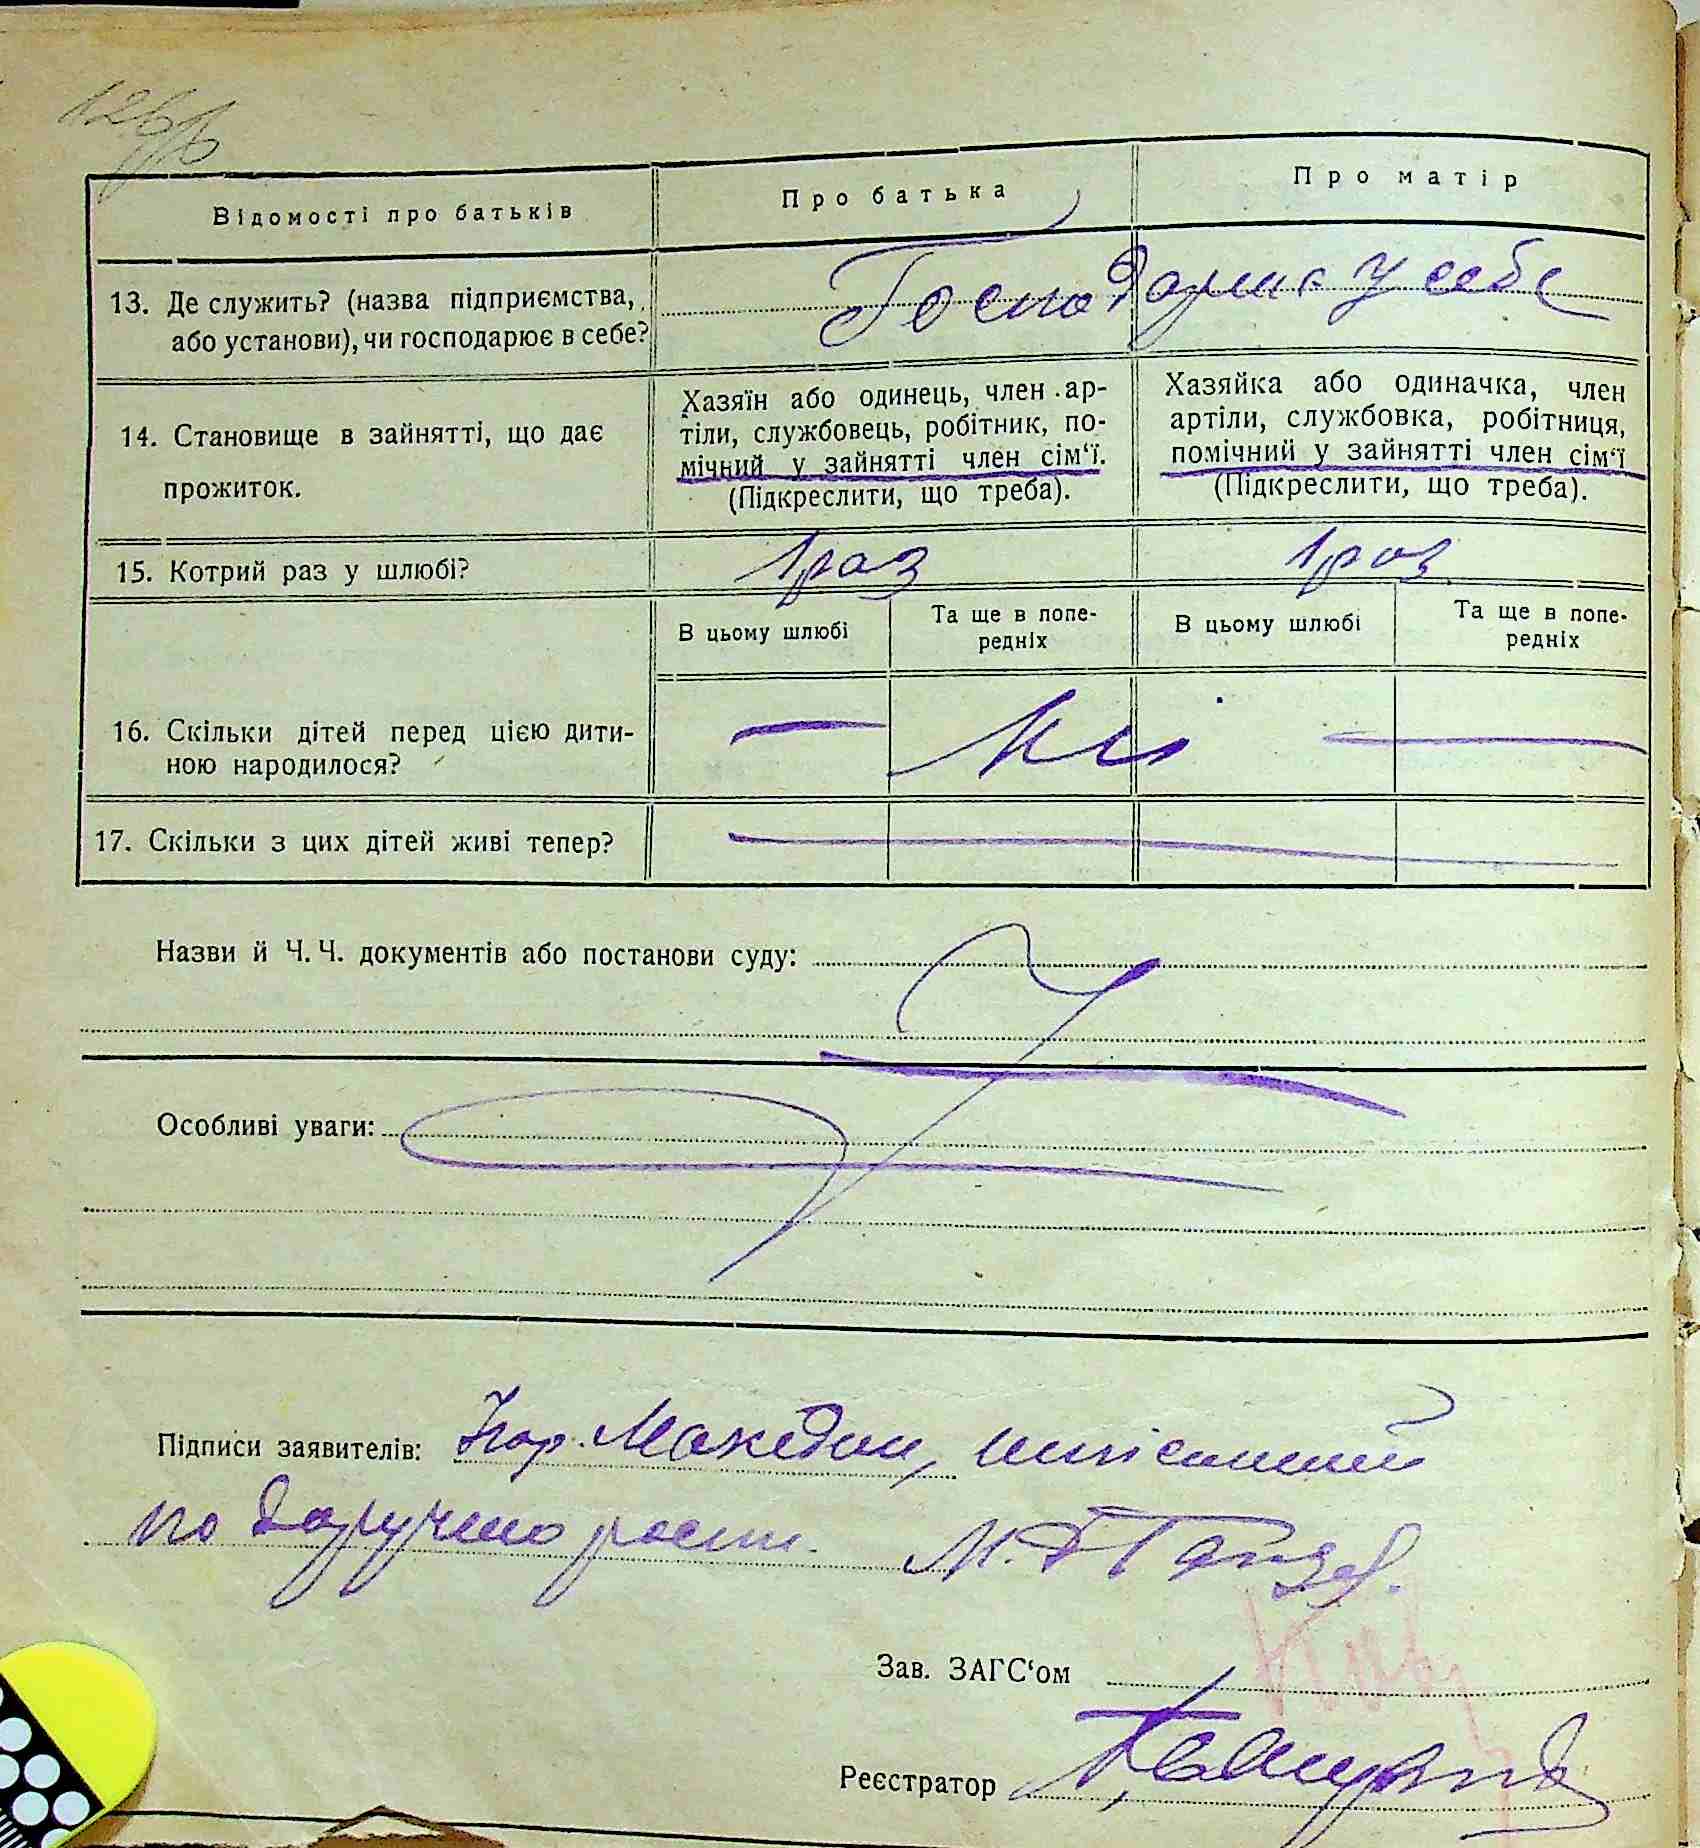 Відомості про батьків
Про батька
Про матір
13. Де служить? (назва підприємства,
або установи), чи господарює в себе?
у себе
14. Становище в зайнятті, що дає
прожиток.
Хазяїн або одинець, член ар-
тіли, службовець, робітник, по-
мічний у зайнятті член сім‘ї.
(Підкреслити, що треба).
Хазяйка або одиначка, член
артіли, службовка, робітниця,
помічний у зайнятті член сім‘ї
(Підкреслити, що треба).
15. Котрий раз у шлюбі?
1 раз
1 раз
В цьому шлюбі
Та ще в попе-
редніх
В цьому шлюбі
Та ще в попе-
редніх
16. Скільки дітей перед цією дити-
ною народилося?
Ні
17. Скільки з цих дітей живі тепер?
Назви й Ч. Ч. документів або постанови суду:
Особливі уваги:
Підписи заявителів: Македон,
по
Зав. ЗАГС‘ом
Реєстратор